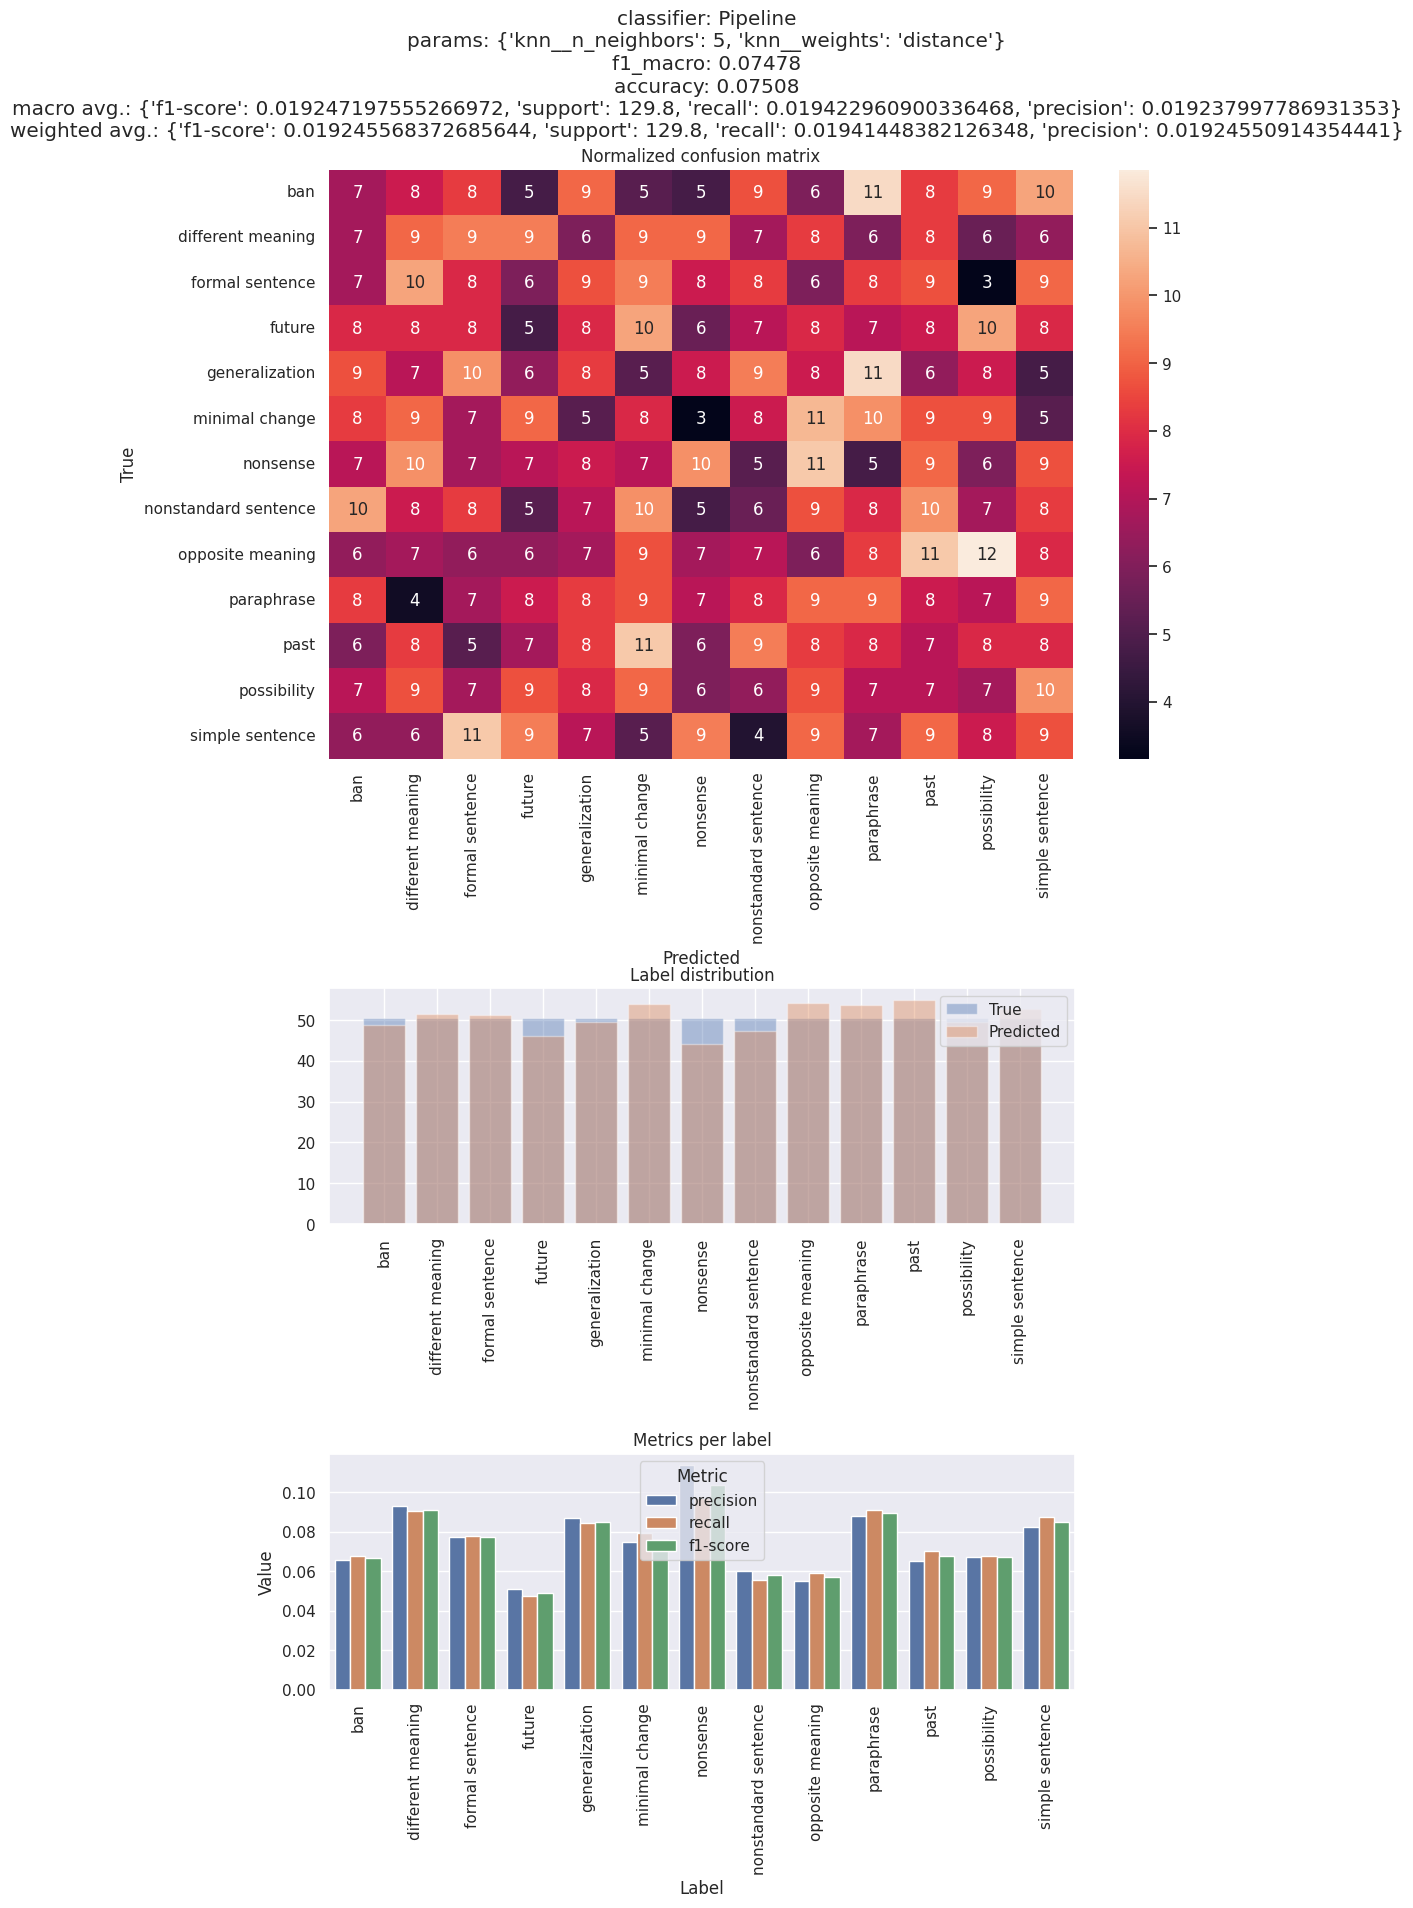 classifier: Pipeline
params: {'knn__n_neighbors': 5, 'knn__weights': 'distance'}
f1_macro: 0.07478
accuracy: 0.07508
macro avg.: {'f1-score': 0.019247197555266972, 'support': 129.8, 'recall': 0.019422960900336468, 'precision': 0.019237997786931353}
weighted avg.: {'f1-score': 0.019245568372685644, 'support': 129.8, 'recall': 0.01941448382126348, 'precision': 0.01924550914354441}
Normalized confusion matrix
True
ban 7 8 8 5 9 5 5 9 6 11 8 9 10
different meaning 7 9 9 9 6 9 9 7 8 6 8 6 6
formal sentence 7 10 8 6 9 9 8 8 6 8 9 3 9
future 8 8 8 5 8 10 6 7 8 7 8 10 8
generalization 9 7 10 6 8 5 8 9 8 11 6 8 5
minimal change 8 9 7 9 5 8 3 8 11 10 9 9 5
nonsense 7 10 7 7 8 7 10 5 11 5 9 6 9
nonstandard sentence 10 8 8 5 7 10 5 6 9 8 10 7 8
opposite meaning 6 7 6 6 7 9 7 7 6 8 11 12 8
paraphrase 8 4 7 8 8 9 7 8 9 9 8 7 9
past 6 8 5 7 8 11 6 9 8 8 7 8 8
possibility 7 9 7 9 8 9 6 6 9 7 7 7 10
simple sentence 6 6 11 9 7 5 9 4 9 7 9 8 9
ban different meaning formal sentence future generalization minimal change nonsense nonstandard sentence opposite meaning paraphrase past possibility simple sentence
Predicted
11
10
9
8
7
6
5
4
Label distribution
True
Predicted
50
40
30
20
10
0
ban different meaning formal sentence future generalization minimal change nonsense nonstandard sentence opposite meaning paraphrase past possibility simple sentence
Metrics per label
Metric
precision
recall
f1-score
Value
0.10
0.08
0.06
0.04
0.02
0.00
ban different meaning formal sentence future generalization minimal change nonsense nonstandard sentence opposite meaning paraphrase past possibility simple sentence
Label